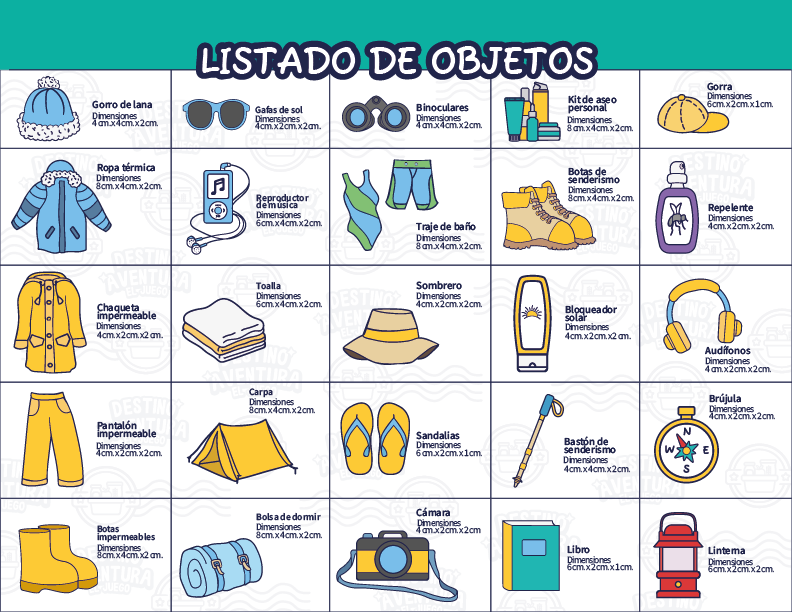 LISTADO DE OBJETOS
Gorro de lana
Dimensiones
4cm.x4cm.x2cm.
Gafas de sol
Dimensiones
4cm.x2cm.x2cm.
Binoculares
Dimensiones
4cm.x4cm.x2cm.
Kit de aseo
personal
Dimensiones
8cm.x4cm.x2cm.
Gorra
Dimensiones
6cm.x2cm.x1cm.
Ropa térmica
Dimensiones
8cm.x4cm.x2cm.
Reproductor
de música
Dimensiones
6cm.x4cm.x2cm.
Traje de baño
Dimensiones
8cm.x4cm.x2cm.
Botas de
senderismo
Dimensiones
8cm.x4cm.x2cm.
Repelente
Dimensiones
4cm.x2cm.x2cm.
Chaqueta
impermeable
Dimensiones
4cm.x2cm.x2cm.
Toalla
Dimensiones
6cm.x4cm.x2cm.
Sombrero
Dimensiones
4cm.x2cm.x2cm.
Bloqueador
solar
Dimensiones
4cm.x2cm.x2cm.
Audífonos
Dimensiones
4cm.x2cm.x2cm.
Pantalón
impermeable
Dimensiones
4cm.x2cm.x2cm.
Carpa
Dimensiones
8cm.x4cm.x2cm.
Sandalias
Dimensiones
6cm.x2cm.x1cm.
Bastón de
senderismo
Dimensiones
4cm.x4cm.x2cm.
Brújula
Dimensiones
4cm.x2cm.x2cm.
N
W E
S
Botas
impermeables
Dimensiones
8cm.x4cm.x2cm.
Bolsa de dormir
Dimensiones
8cm.x4cm.x2cm.
Cámara
Dimensiones
4cm.x2cm.x2cm
Libro
Dimensiones
6cm.x2cm.x1cm.
Linterna
Dimensiones
6cm.x2cm.x2cm.
DESTINO
AVENTURA
JUEGO